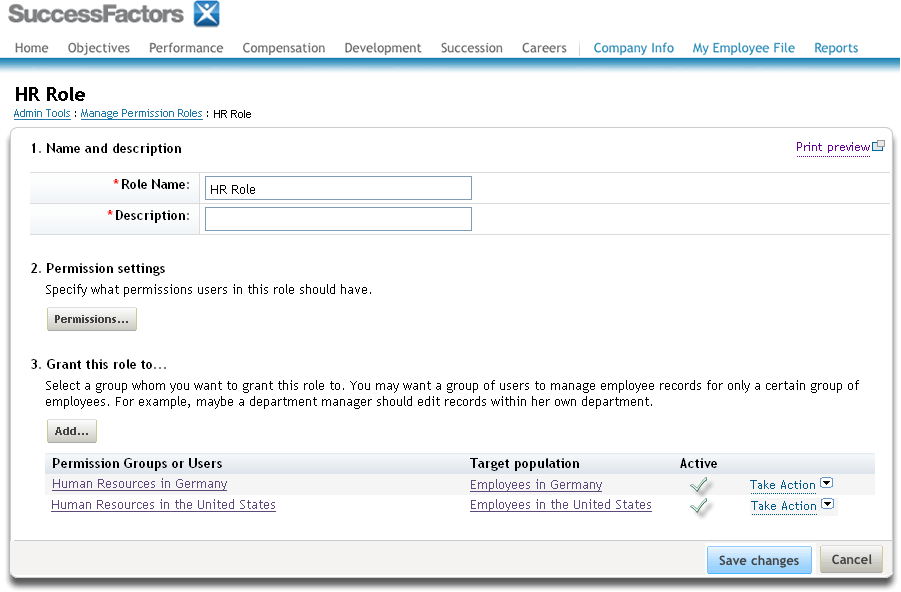 SuccessFactors
Home Objectives Performance Compensation Development Succession Careers Company Info My Employee File Reports
HR Role
Admin Tools : Manage Permission Roles : HR Role
1. Name and description
Print preview
*Role Name: HR Role
*Description:
2. Permission settings
Specify what permissions users in this role should have.
Permissions...
3. Grant this role to...
Select a group whom you want to grant this role to. You may want a group of users to manage employee records for only a certain group of
employees. For example, maybe a department manager should edit records within her own department.
Add...
Permission Groups or Users Target population Active
Human Resources in Germany Employees in Germany Take Action
Human Resources in the United States Employees in the United States Take Action
Save changes Cancel